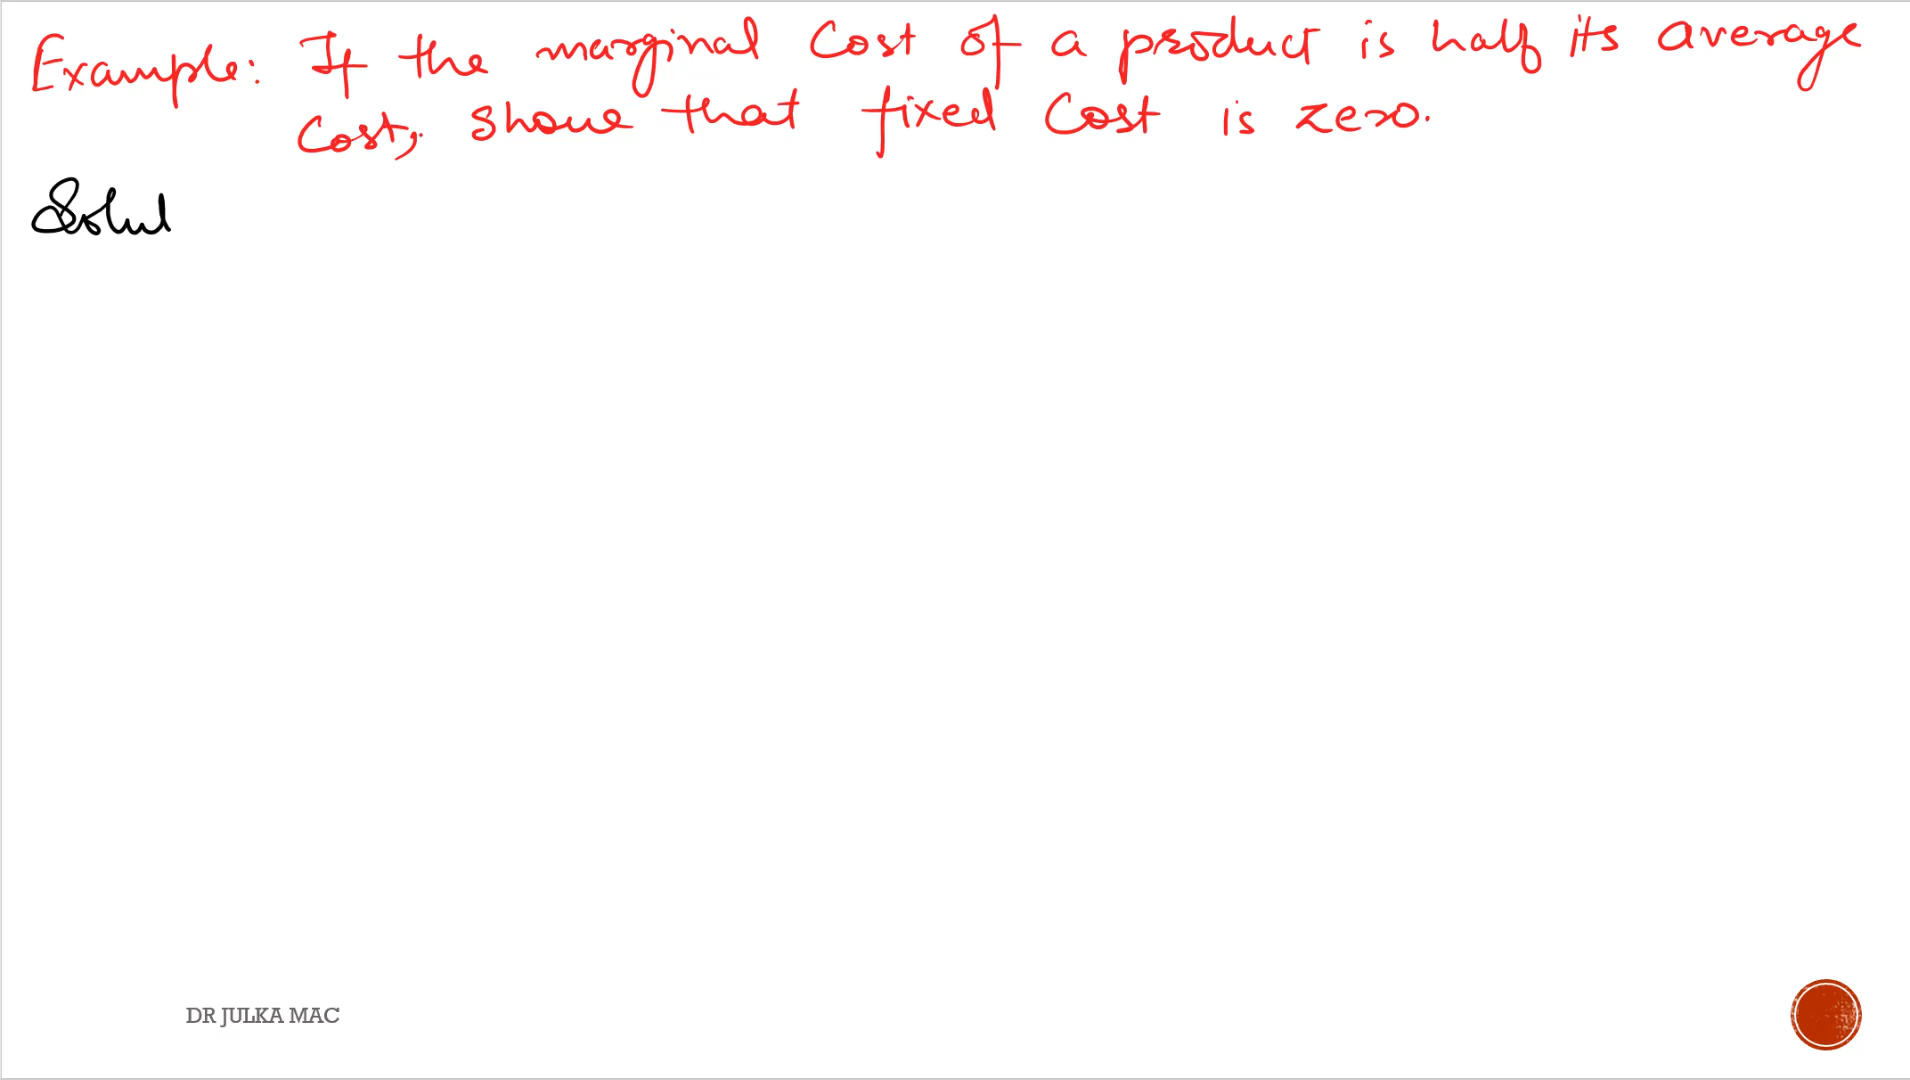 Example: If the marginal Cost of a product is half its average
Cost, show that fixed Cost is zero.
Solut
DR JULKA MAC